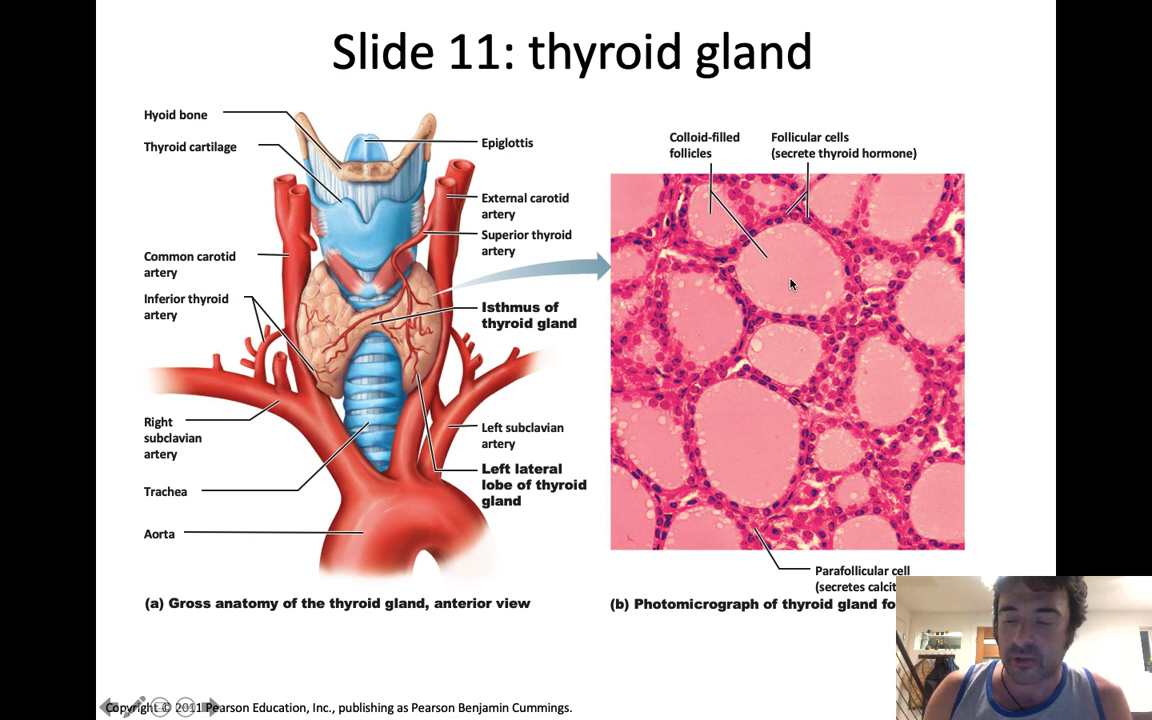 Slide 11: thyroid gland
Hyoid bone
Thyroid cartilage
Common carotid
artery
Inferior thyroid
artery
Right
subclavian
artery
Trachea
Aorta
Epiglottis
External carotid
artery
Superior thyroid
artery
Isthmus of
thyroid gland
Left subclavian
artery
Left lateral
lobe of thyroid
gland
(a) Gross anatomy of the thyroid gland, anterior view
Colloid-filled
follicles
Follicular cells
(secrete thyroid hormone)
Parafollicular cell
(secretes
(b) Photomicrograph of thyroid gland
Copyright © 2011 Pearson Education, Inc., publishing as Pearson Benjamin Cummings.